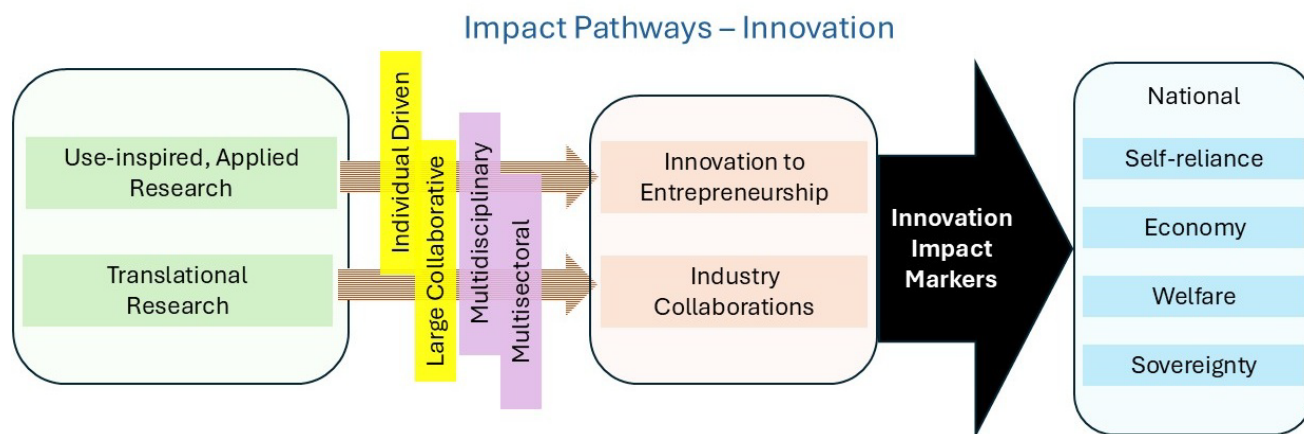 Impact Pathways – Innovation
Use-inspired, Applied
Research
Translational
Research
Individual Driven
Large Collaborative
Multidisciplinary
Multisectoral
Innovation to
Entrepreneurship
Industry
Collaborations
Innovation
Impact
Markers
National
Self-reliance
Economy
Welfare
Sovereignty